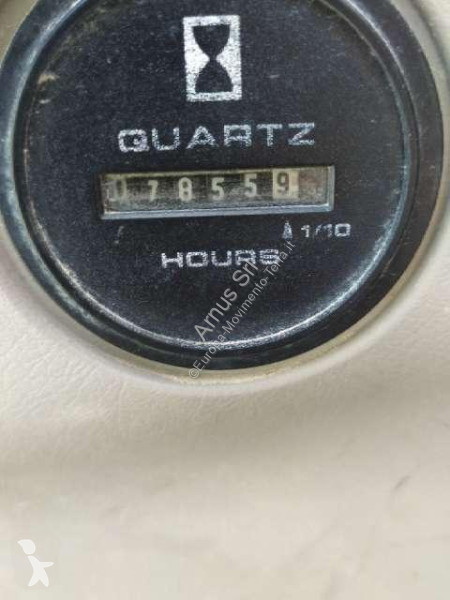 QUARTZ
078559
1/10
HOURS
Arnus Srl
©Europa-Movimento-Terra.it